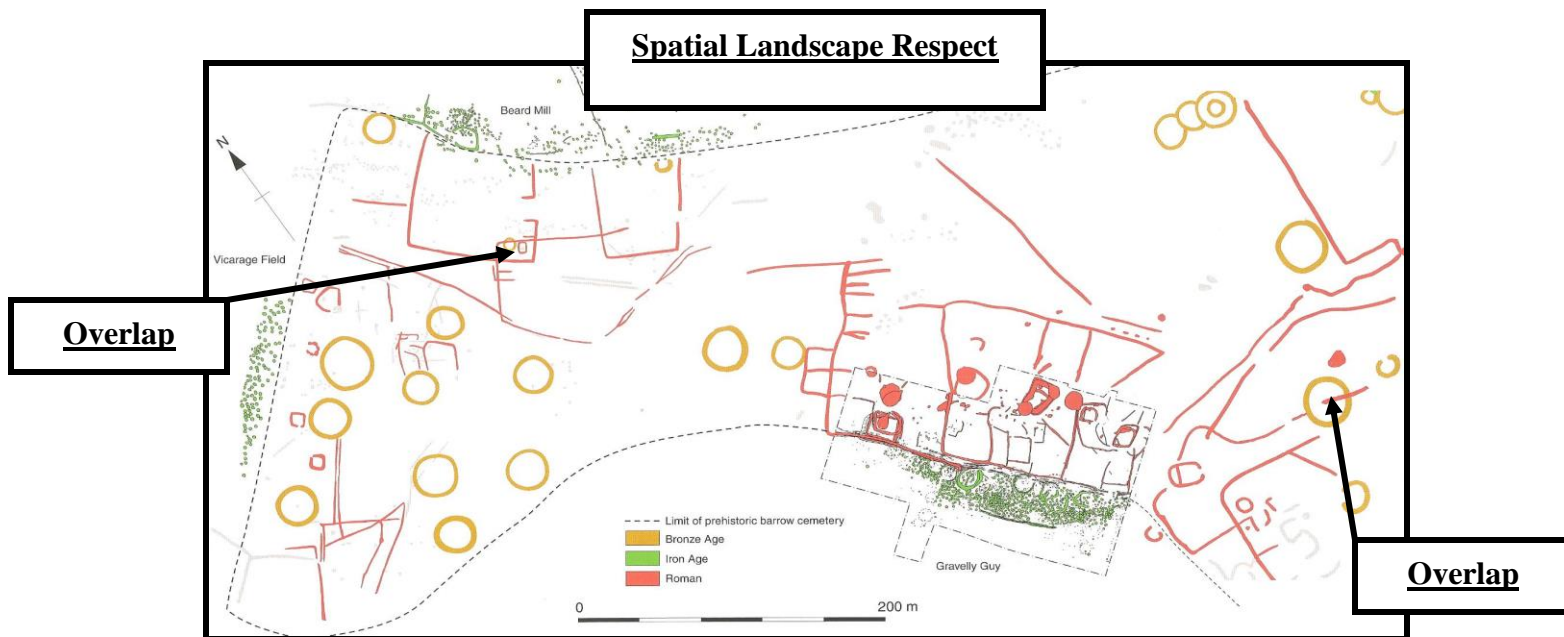 Spatial Landscape Respect
Beard Mill
N
Vicarage Field
Overlap
Limit of prehistoric barrow cemetery
Bronze Age
Iron Age
Roman
Gravelly Guy
Overlap
0 200 m